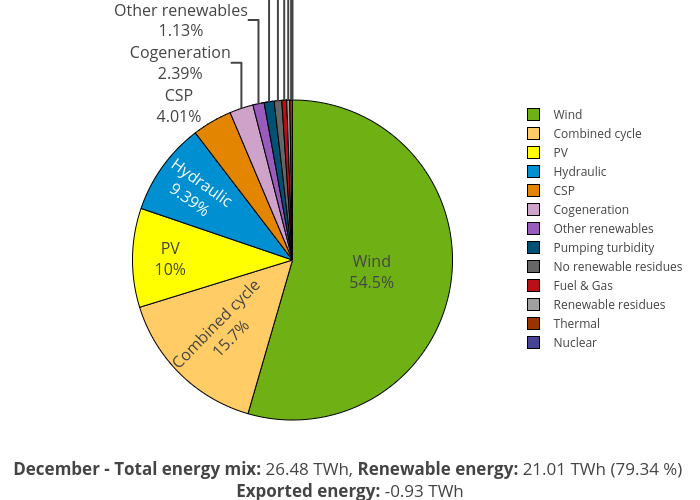 Other renewables
1.13%
Cogeneration
2.39%
CSP
4.01%
Hydraulic
9.39%
PV
10%
Combined cycle
15.7%
Wind
54.5%
Wind
Combined cycle
PV
Hydraulic
CSP
Cogeneration
Other renewables
Pumping turbidity
No renewable residues
Fuel & Gas
Renewable residues
Thermal
Nuclear
December - Total energy mix: 26.48 TWh, Renewable energy: 21.01 TWh (79.34 %)
Exported energy: -0.93 TWh